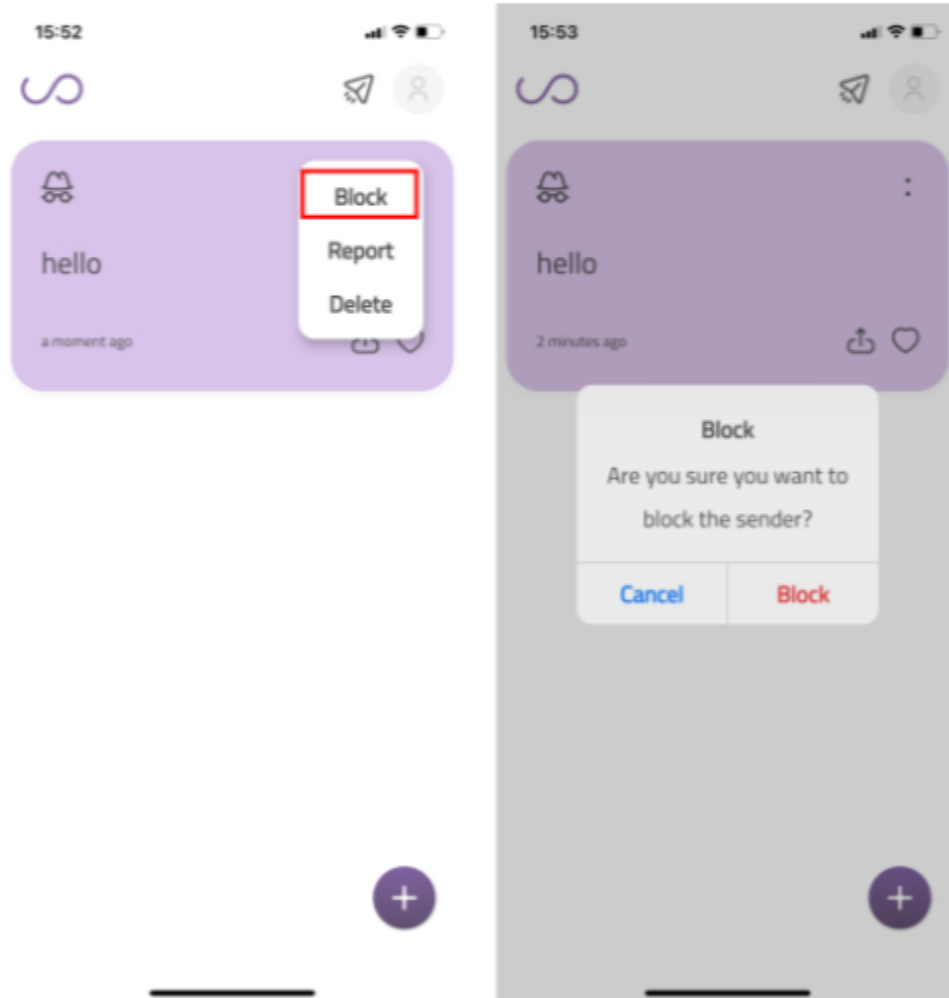 15:52
hello
Block
Report
Delete
a moment ago
15:53
hello
2 minutes ago
Block
Are you sure you want to
block the sender?
Cancel
Block